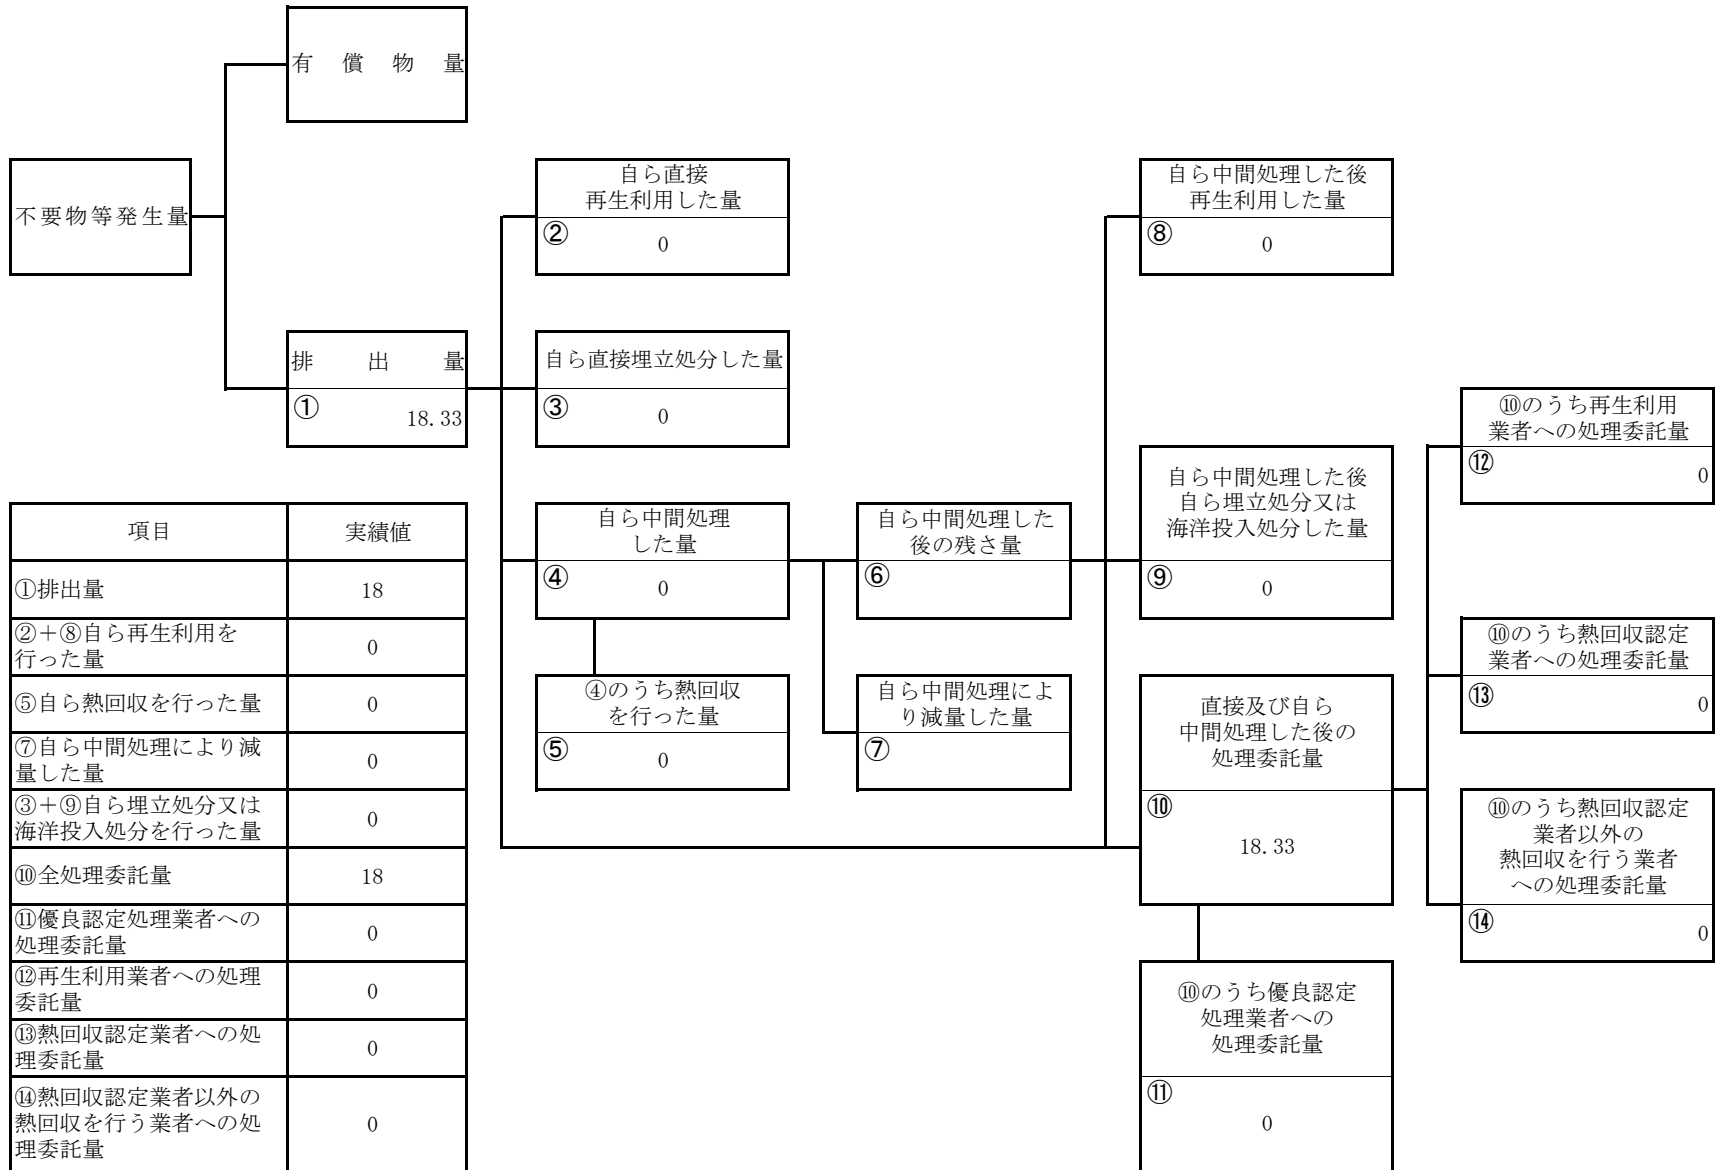 有償物量
不要物等発生量
自ら直接
再生利用した量
② 0
自ら中間処理した後
再生利用した量
⑧ 0
排出量
① 18.33
自ら直接埋立処分した量
③ 0
⑩のうち再生利用
業者への処理委託量
⑫ 0
自ら中間処理した後
自ら埋立処分又は
海洋投入処分した量
⑨ 0
自ら中間処理
した量
④ 0
自ら中間処理した
後の残さ量
⑥
④のうち熱回収
を行った量
⑤ 0
自ら中間処理によ
り減量した量
⑦
⑩のうち熱回収認定
業者への処理委託量
⑬ 0
直接及び自ら
中間処理した後の
処理委託量
⑩
18.33
⑩のうち熱回収認定
業者以外の
熱回収を行う業者
への処理委託量
⑭ 0
⑩のうち優良認定
処理業者への
処理委託量
⑪
0
項目 実績値
①排出量 18
②+⑧自ら再生利用を
行った量 0
⑤自ら熱回収を行った量 0
⑦自ら中間処理により減
量した量 0
③+⑨自ら埋立処分又は
海洋投入処分を行った量 0
⑩全処理委託量 18
⑪優良認定処理業者への
処理委託量 0
⑫再生利用業者への処理
委託量 0
⑬熱回収認定業者への処
理委託量 0
⑭熱回収認定業者以外の
熱回収を行う業者への処 0
理委託量